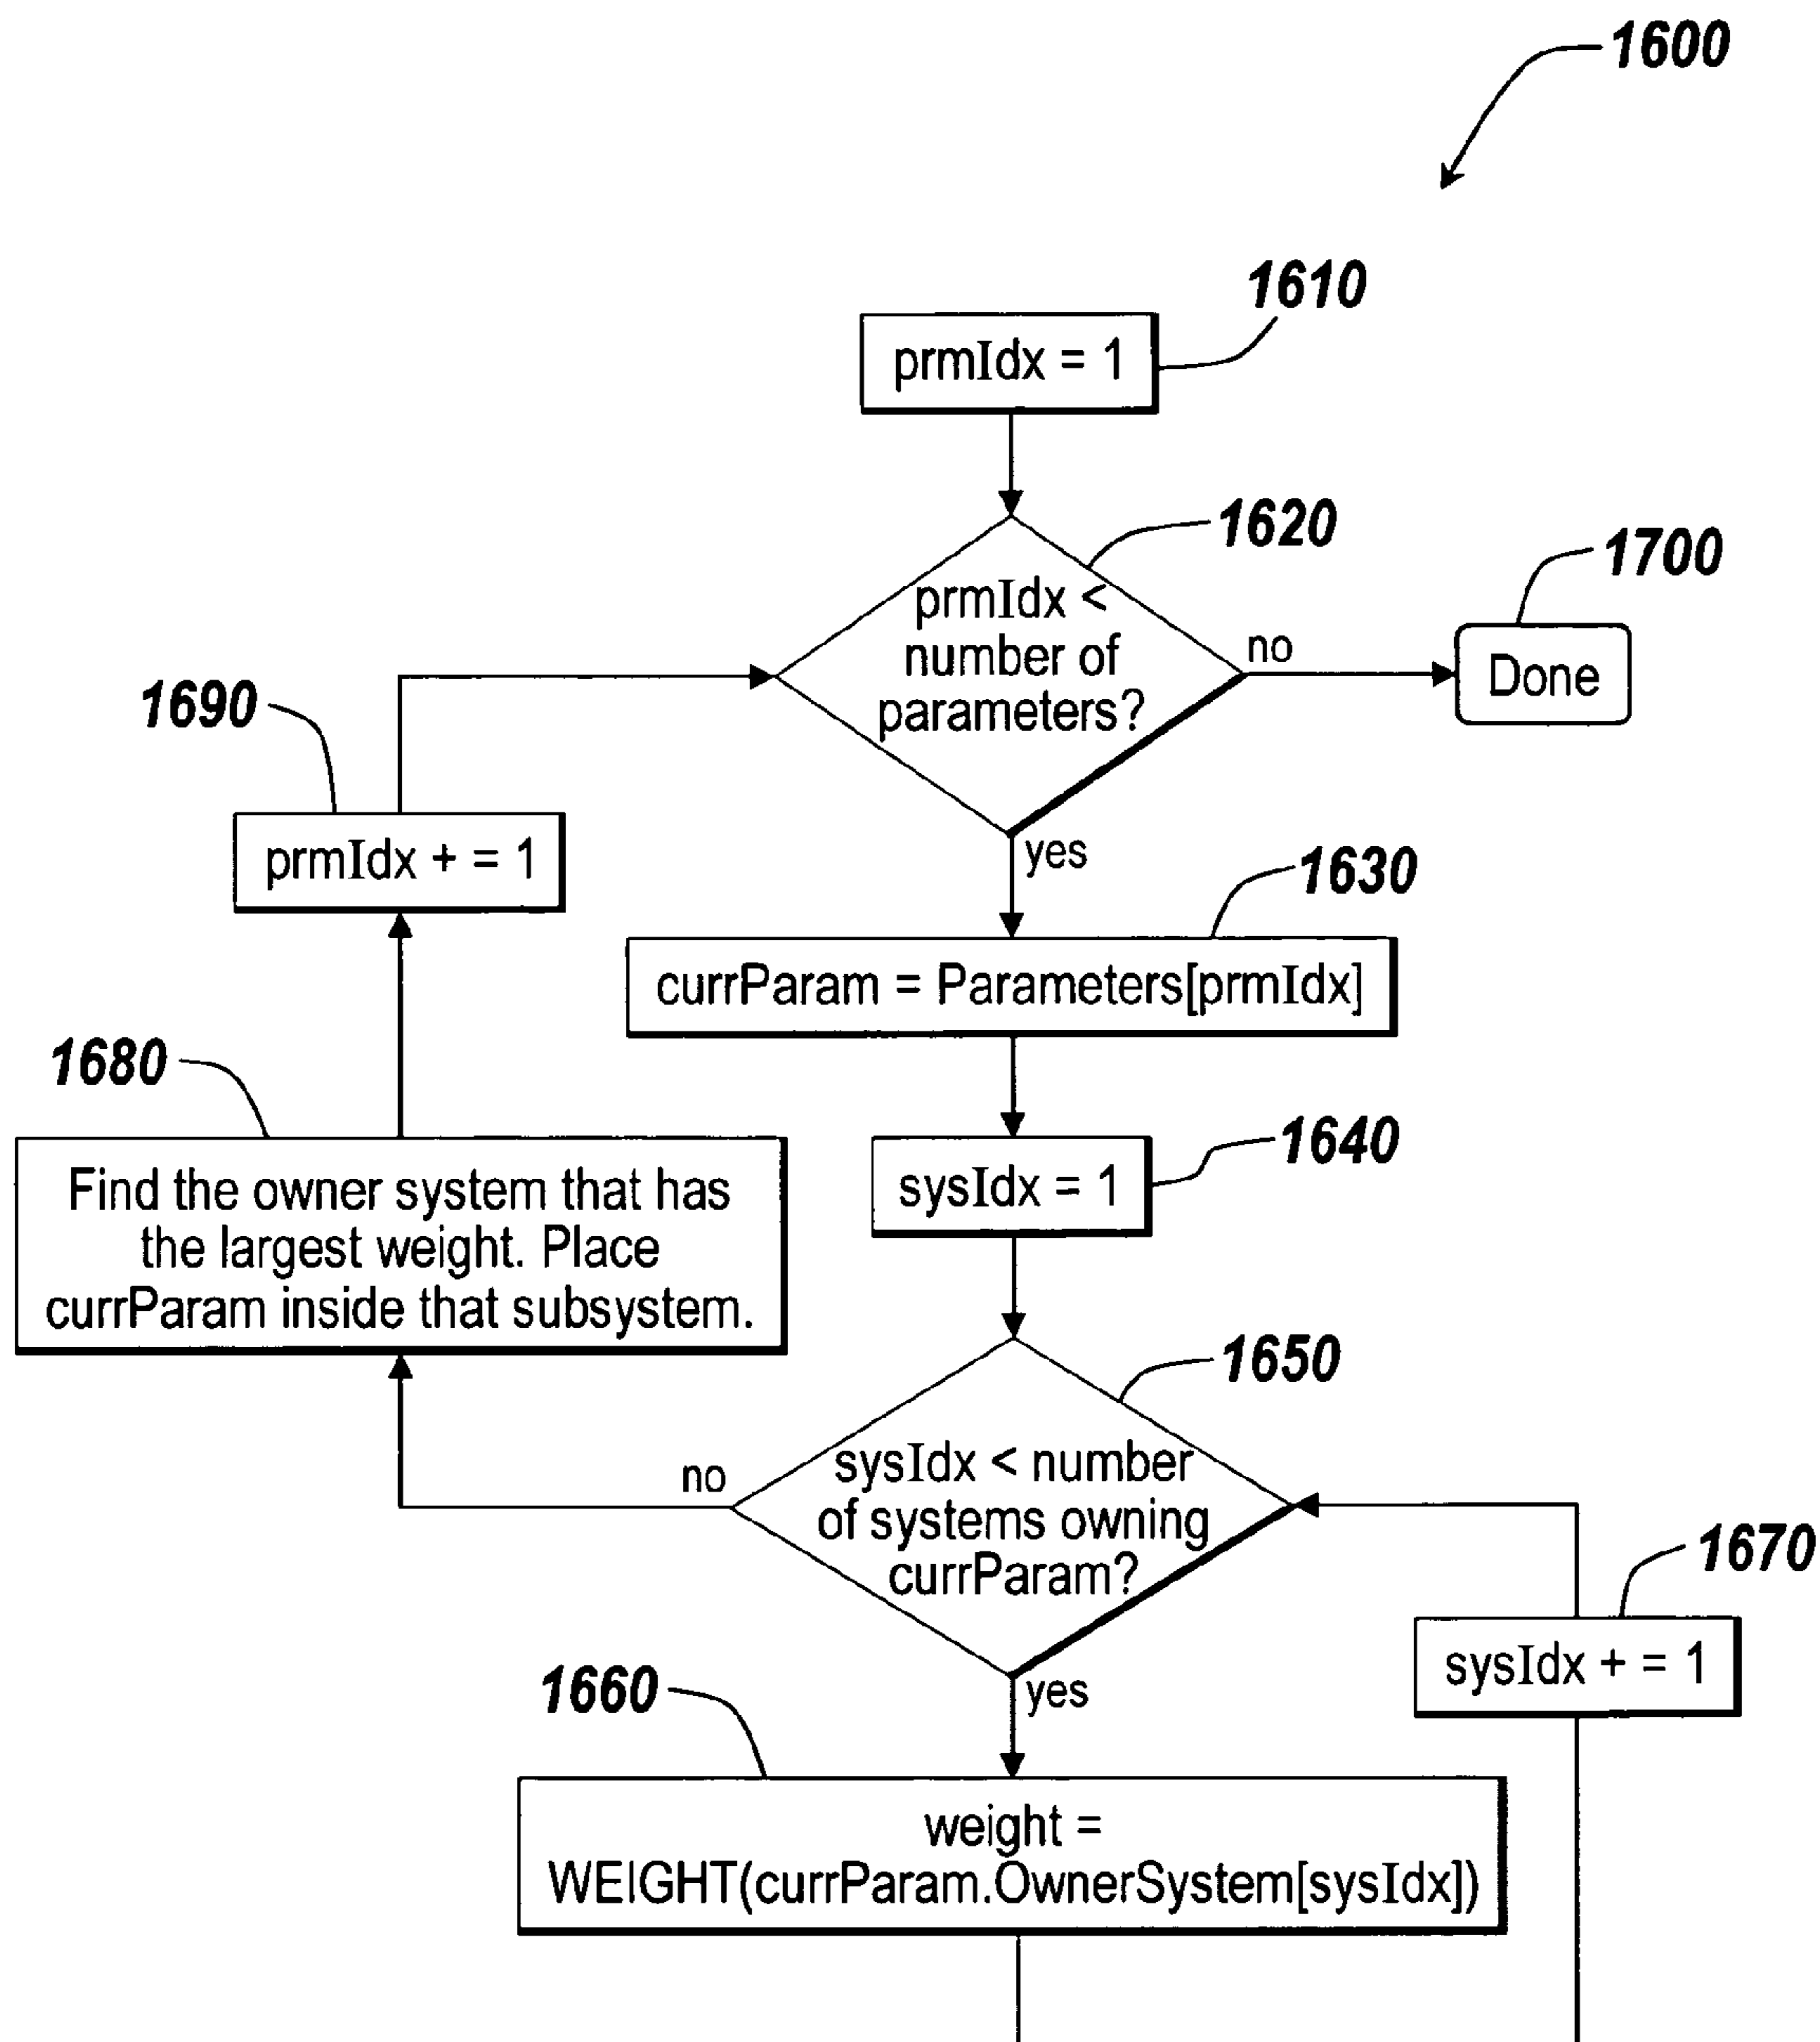 1600
1610
prmIdx = 1
1620
prmIdx <
number of
parameters?
no
1700
Done
yes
1690
prmIdx + = 1
1630
currParam = Parameters[prmIdx]
1680
Find the owner system that has
the largest weight. Place
currParam inside that subsystem.
1640
sysIdx = 1
1650
sysIdx < number
of systems owning
currParam?
no
yes
1670
sysIdx + = 1
1660
weight =
WEIGHT(currParam.OwnerSystem[sysIdx])